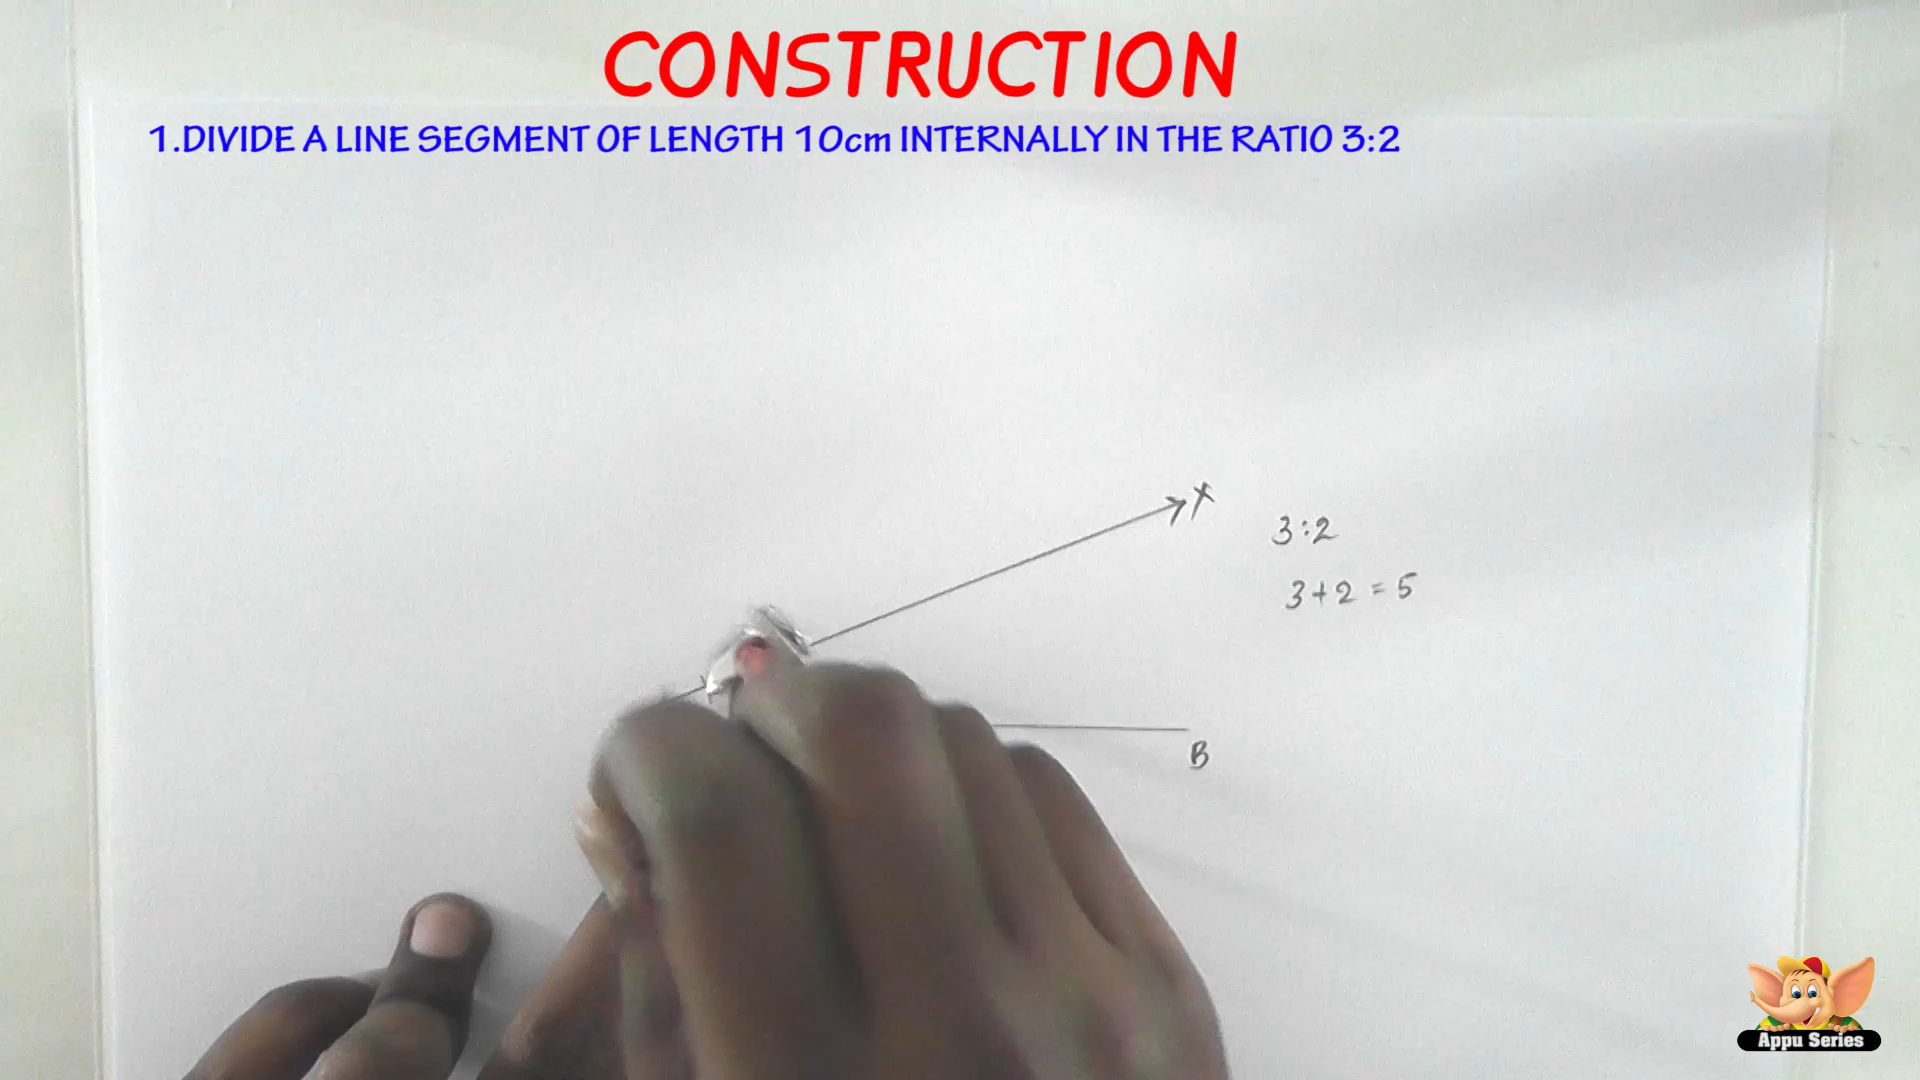 CONSTRUCTION
1.DIVIDE A LINE SEGMENT OF LENGTH 10cm INTERNALLY IN THE RATIO 3:2
X
3:2
3+2 = 5
B
Appu Series